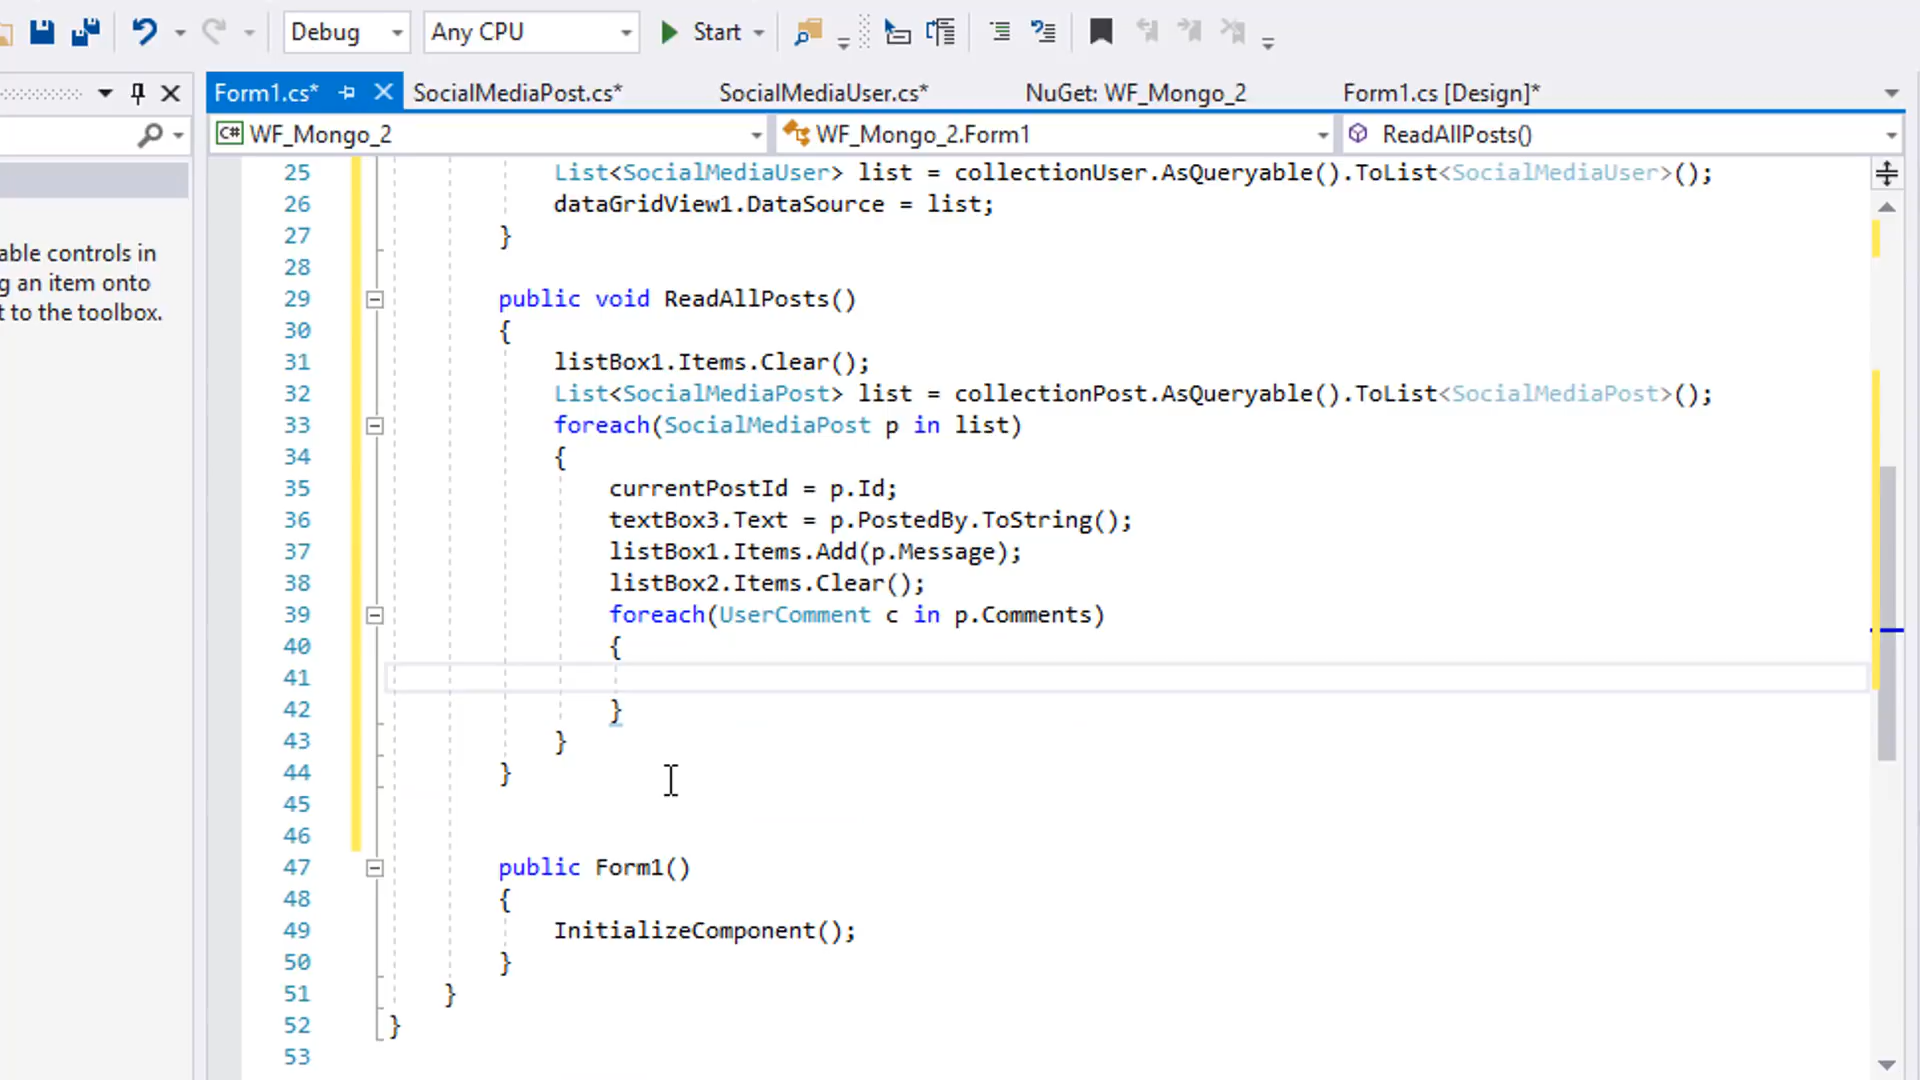 Debug Any CPU Start
Form1.cs* SocialMediaPost.cs* SocialMediaUser.cs* NuGet: WF_Mongo_2 Form1.cs [Design]*
C# WF_Mongo_2 WF_Mongo_2.Form1 ReadAllPosts()
able controls in
g an item onto
t to the toolbox.
25 List<SocialMediaUser> list = collectionUser.AsQueryable().ToList<SocialMediaUser>();
26 dataGridView1.DataSource = list;
27 }
28
29 public void ReadAllPosts()
30 {
31 listBox1.Items.Clear();
32 List<SocialMediaPost> list = collectionPost.AsQueryable().ToList<SocialMediaPost>();
33 foreach(SocialMediaPost p in list)
34 {
35 currentPostId = p.Id;
36 textBox3.Text = p.PostedBy.ToString();
37 listBox1.Items.Add(p.Message);
38 listBox2.Items.Clear();
39 foreach(UserComment c in p.Comments)
40 {
41
42 }
43 }
44 }
45
46
47 public Form1()
48 {
49 InitializeComponent();
50 }
51 }
52 }
53